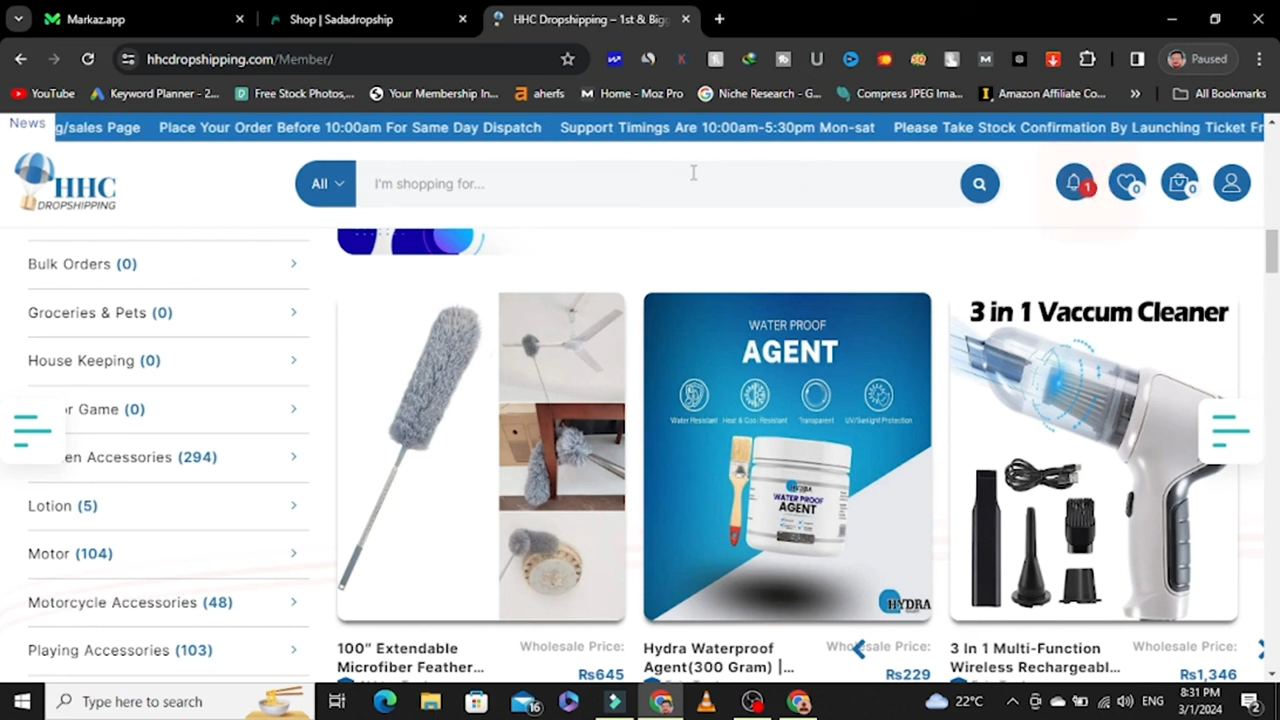 Markaz.app
Shop | Sadadropship
HHC Dropshipping – 1st & Bigg
hhcdropshipping.com/Member/
Paused
YouTube
Keyword Planner - 2...
Free Stock Photos,...
Your Membership In...
aherfs
Home - Moz Pro
Niche Research - G...
Compress JPEG Ima...
Amazon Affiliate Co...
All Bookmarks
News
g/sales Page Place Your Order Before 10:00am For Same Day Dispatch Support Timings Are 10:00am-5:30pm Mon-sat Please Take Stock Confirmation By Launching Ticket Fr
HHC
DROPSHIPPING
All
I'm shopping for...
1
0
0
Bulk Orders (0)
Groceries & Pets (0)
House Keeping (0)
or Game (0)
en Accessories (294)
Lotion (5)
Motor (104)
Motorcycle Accessories (48)
Playing Accessories (103)
WATER PROOF
AGENT
Water Resistant
Heat & Cool Resistant
Transparent
UV/Sunlight Protection
HYDRA
WATER PROOF
AGENT
HYDRA
3 in 1 Vaccum Cleaner
100” Extendable
Microfiber Feather...
Wholesale Price:
Rs645
Hydra Waterproof
Agent(300 Gram) |...
Wholesale Price:
Rs229
3 In 1 Multi-Function
Wireless Rechargeabl...
Wholesale Price:
Rs1,346
Type here to search
16
22°C
ENG
8:31 PM
3/1/2024
2